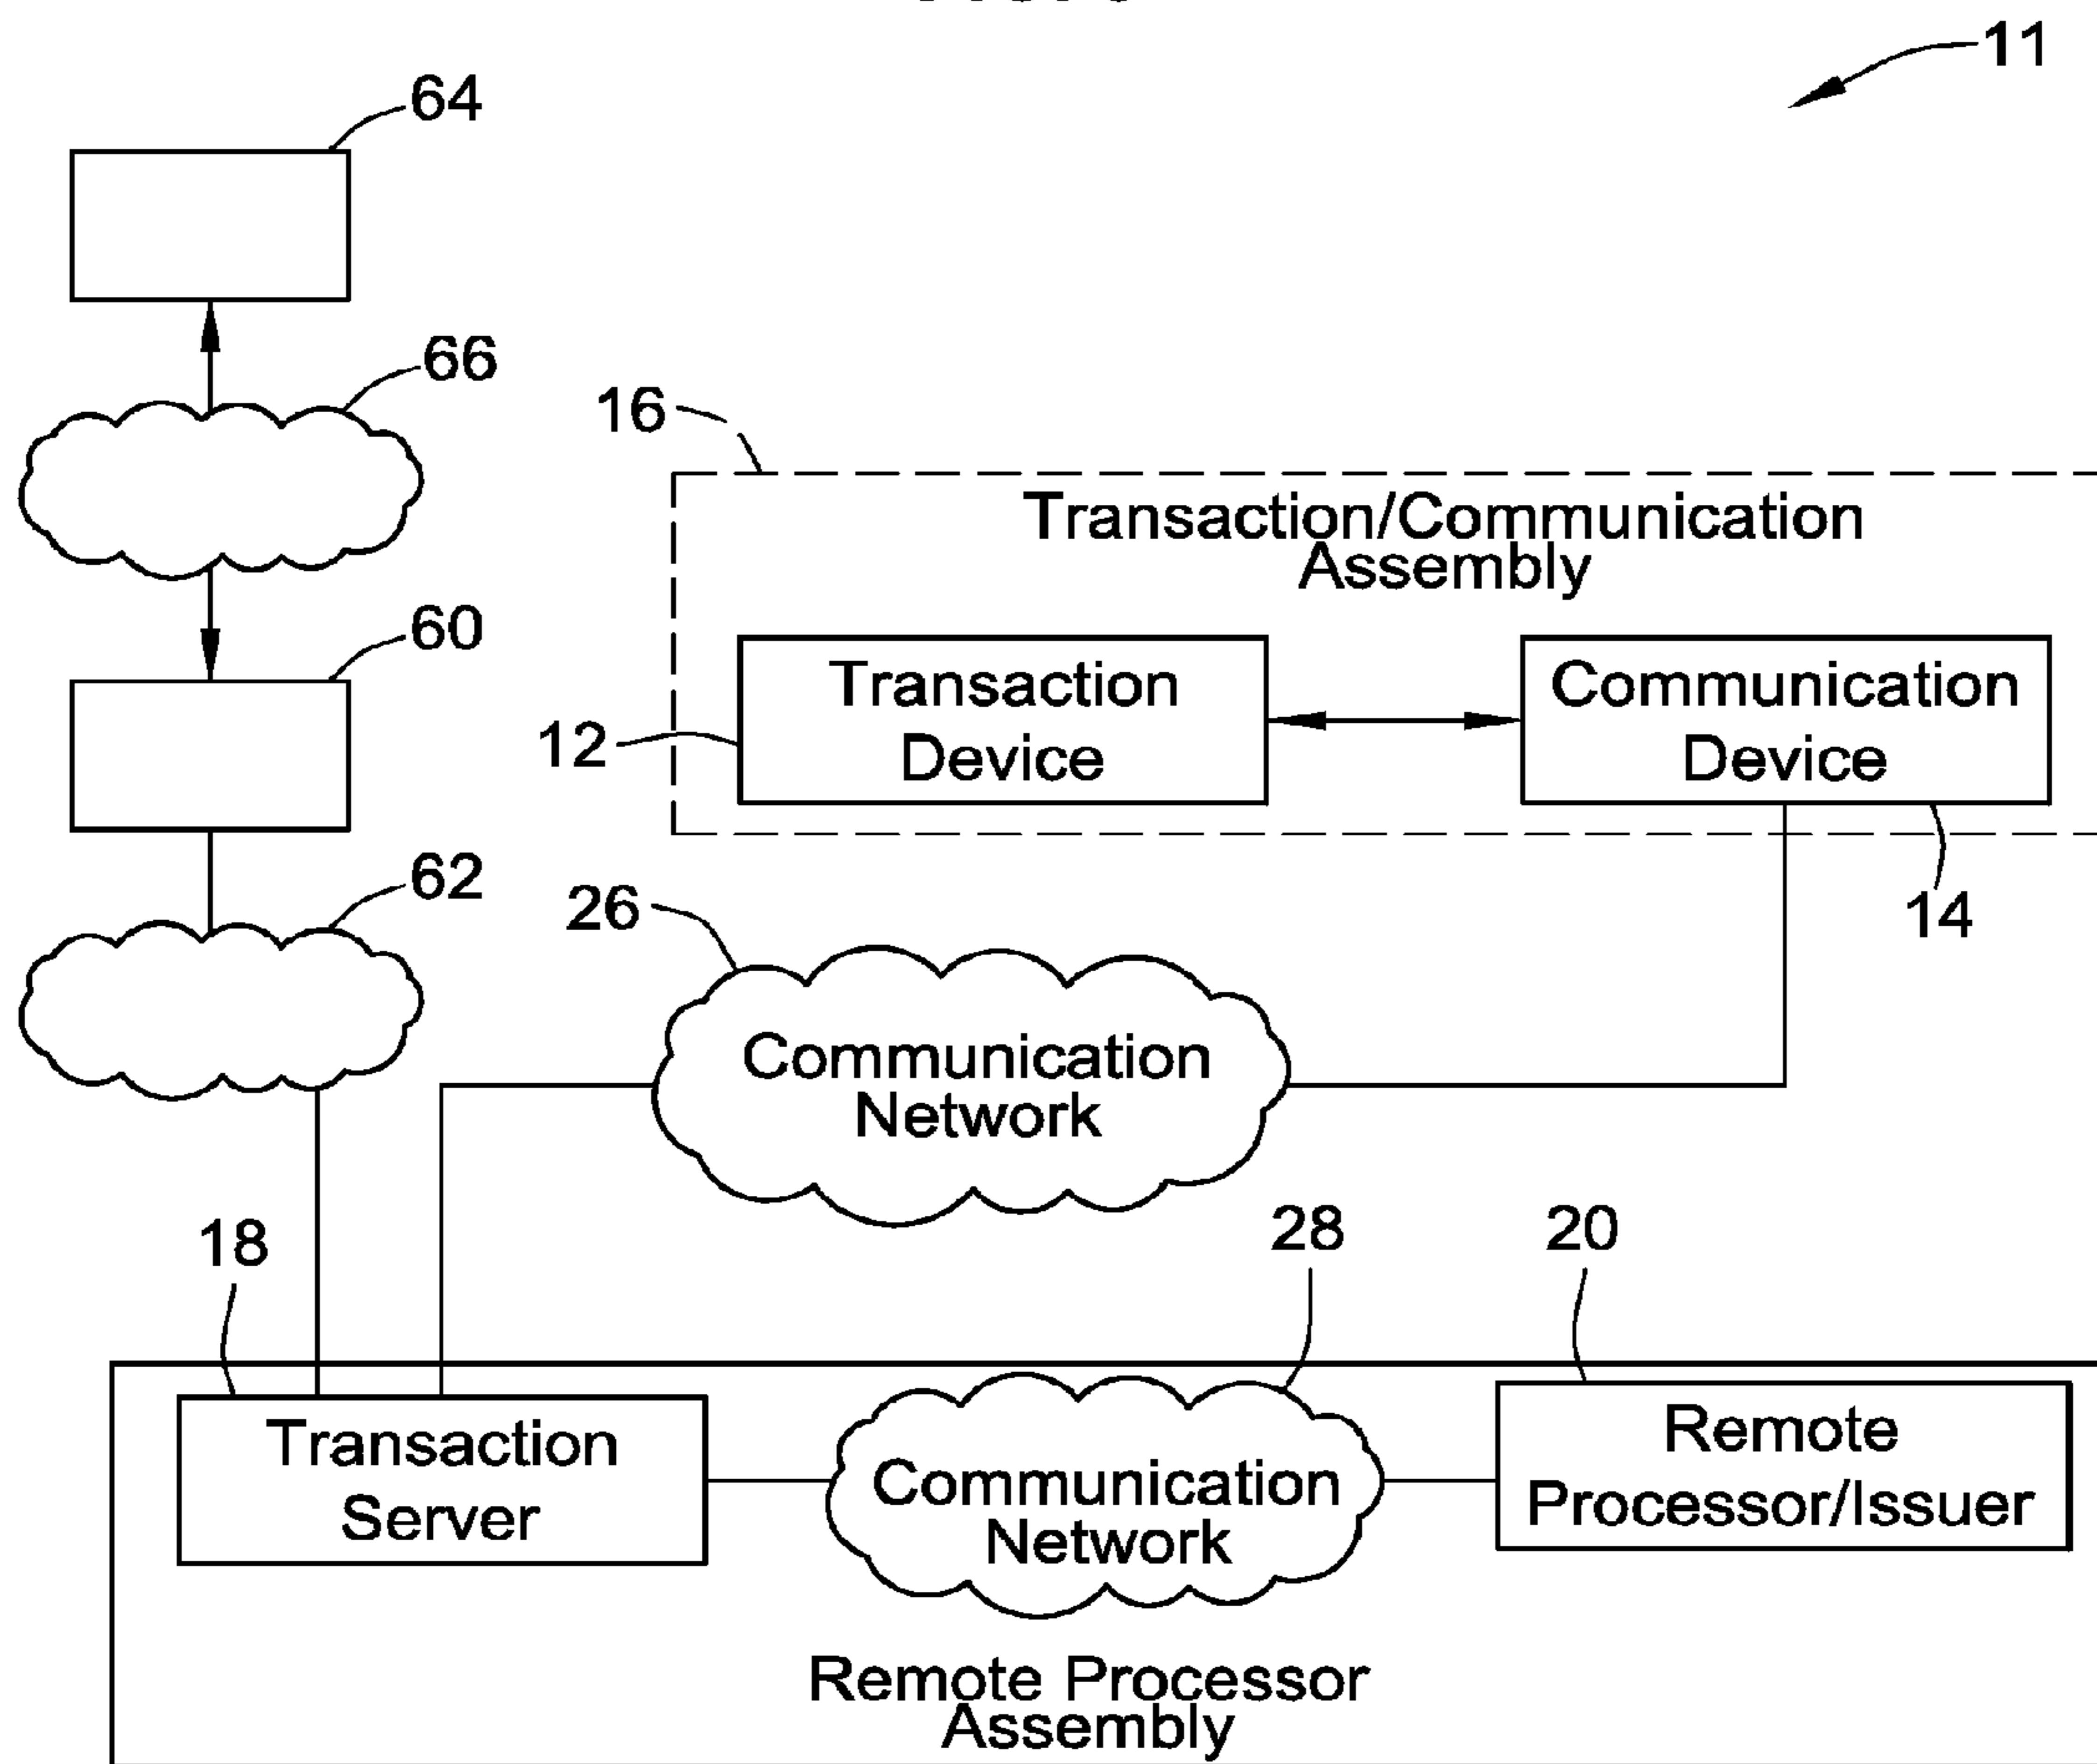 11
64
66
16
Transaction/Communication
Assembly
60
Transaction
Device
Communication
Device
12
62
26
14
Communication
Network
18
28
20
Transaction
Server
Communication
Network
Remote
Processor/Issuer
Remote Processor
Assembly